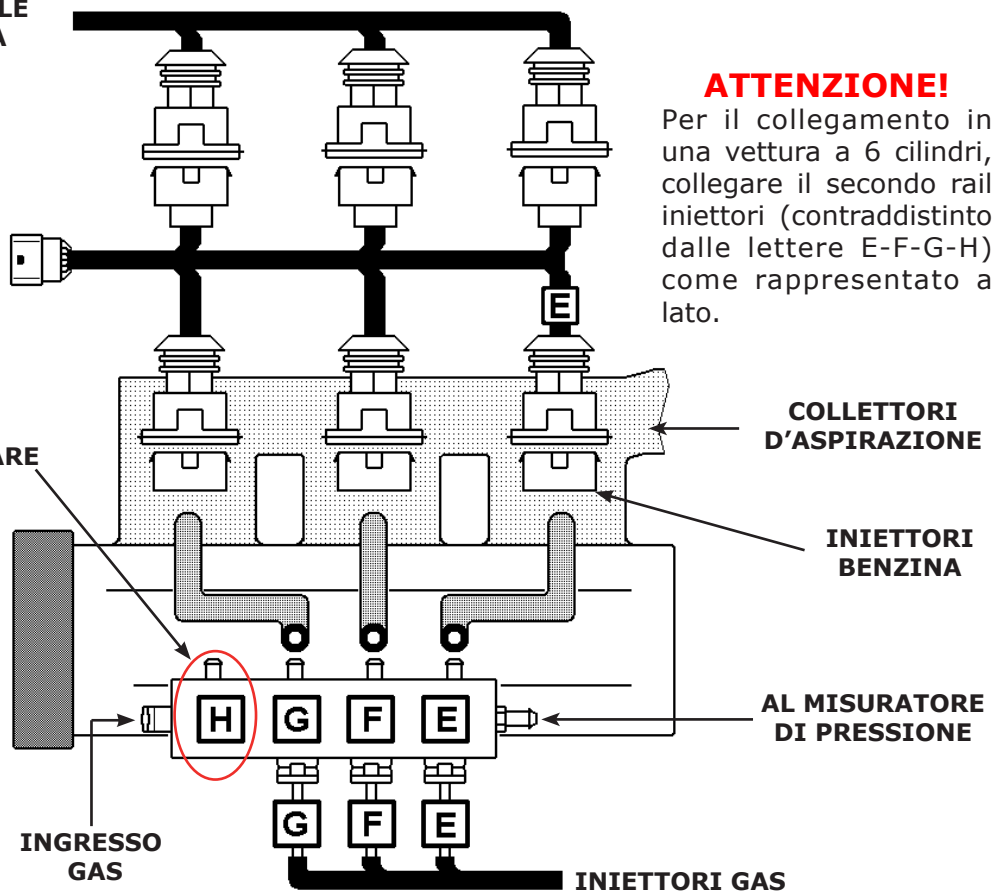 LE
A
ATTENZIONE!
Per il collegamento in
una vettura a 6 cilindri,
collegare il secondo rail
iniettori (contraddistinto
dalle lettere E-F-G-H)
come rappresentato a
lato.
E
COLLETTORI
D'ASPIRAZIONE
ARE
INIETTORI
BENZINA
H G F E
AL MISURATORE
DI PRESSIONE
G F E
INGRESSO
GAS
INIETTORI GAS